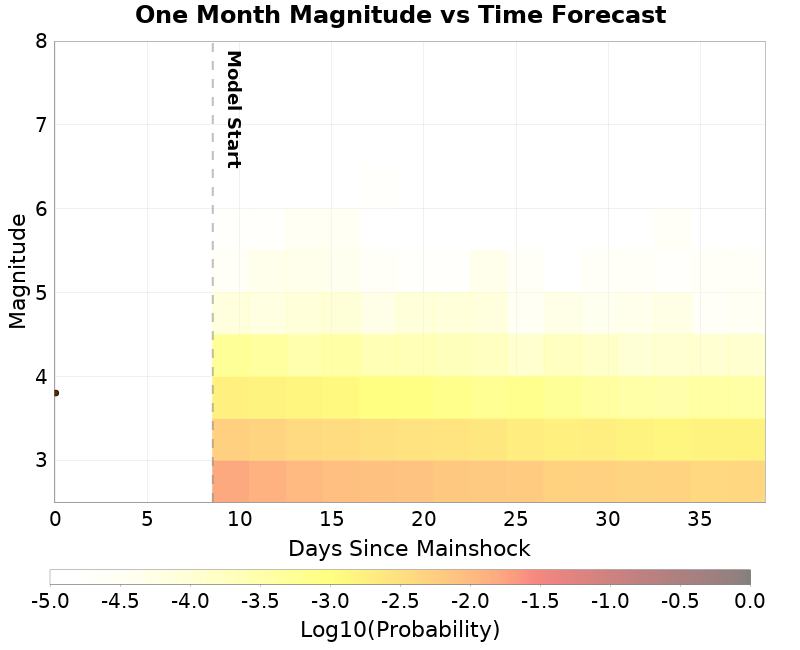 One Month Magnitude vs Time Forecast
8
7
6
5
4
3
Magnitude
Model Start
0 5 10 15 20 25 30 35
Days Since Mainshock
-5.0 -4.5 -4.0 -3.5 -3.0 -2.5 -2.0 -1.5 -1.0 -0.5 0.0
Log10(Probability)